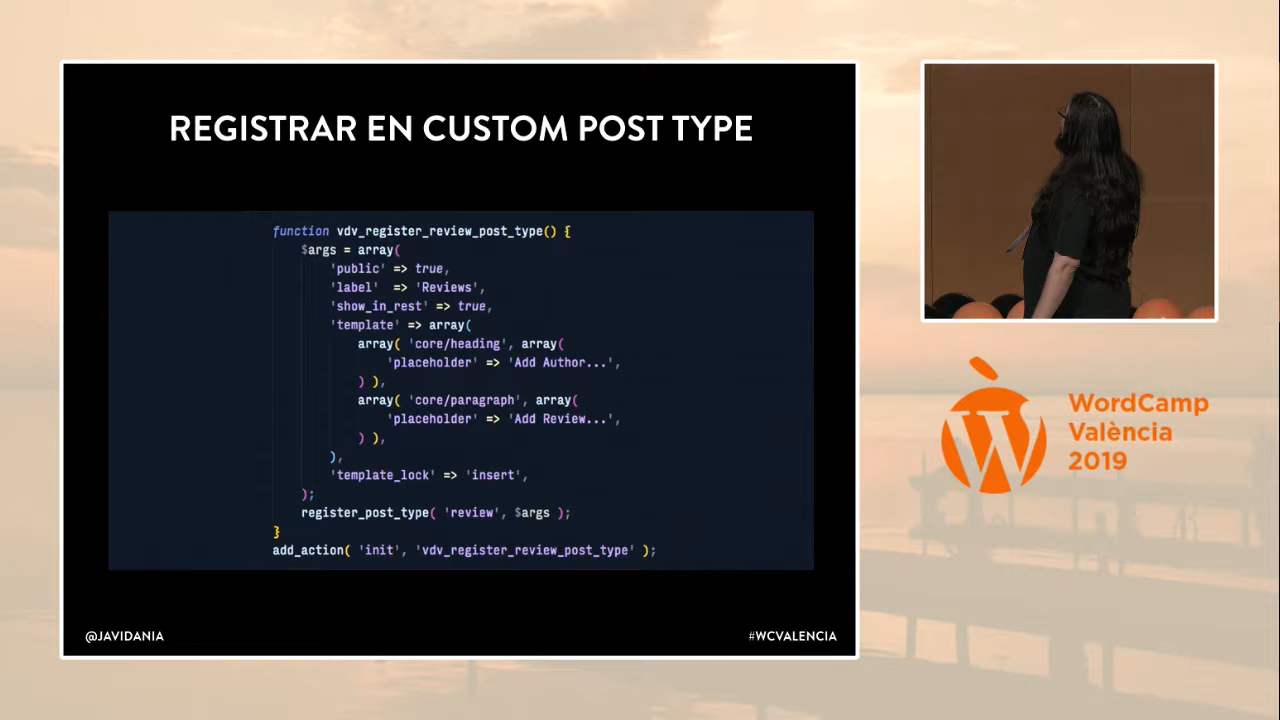 REGISTRAR EN CUSTOM POST TYPE
function vdv_register_review_post_type() {
    $args = array(
        'public' => true,
        'label'  => 'Reviews',
        'show_in_rest' => true,
        'template' => array(
            array( 'core/heading', array(
                'placeholder' => 'Add Author...',
            ) ),
            array( 'core/paragraph', array(
                'placeholder' => 'Add Review...',
            ) ),
        ),
        'template_lock' => 'insert',
    );
    register_post_type( 'review', $args );
}
add_action( 'init', 'vdv_register_review_post_type' );
@JAVIDANIA
#WCVALENCIA
WordCamp
València
2019